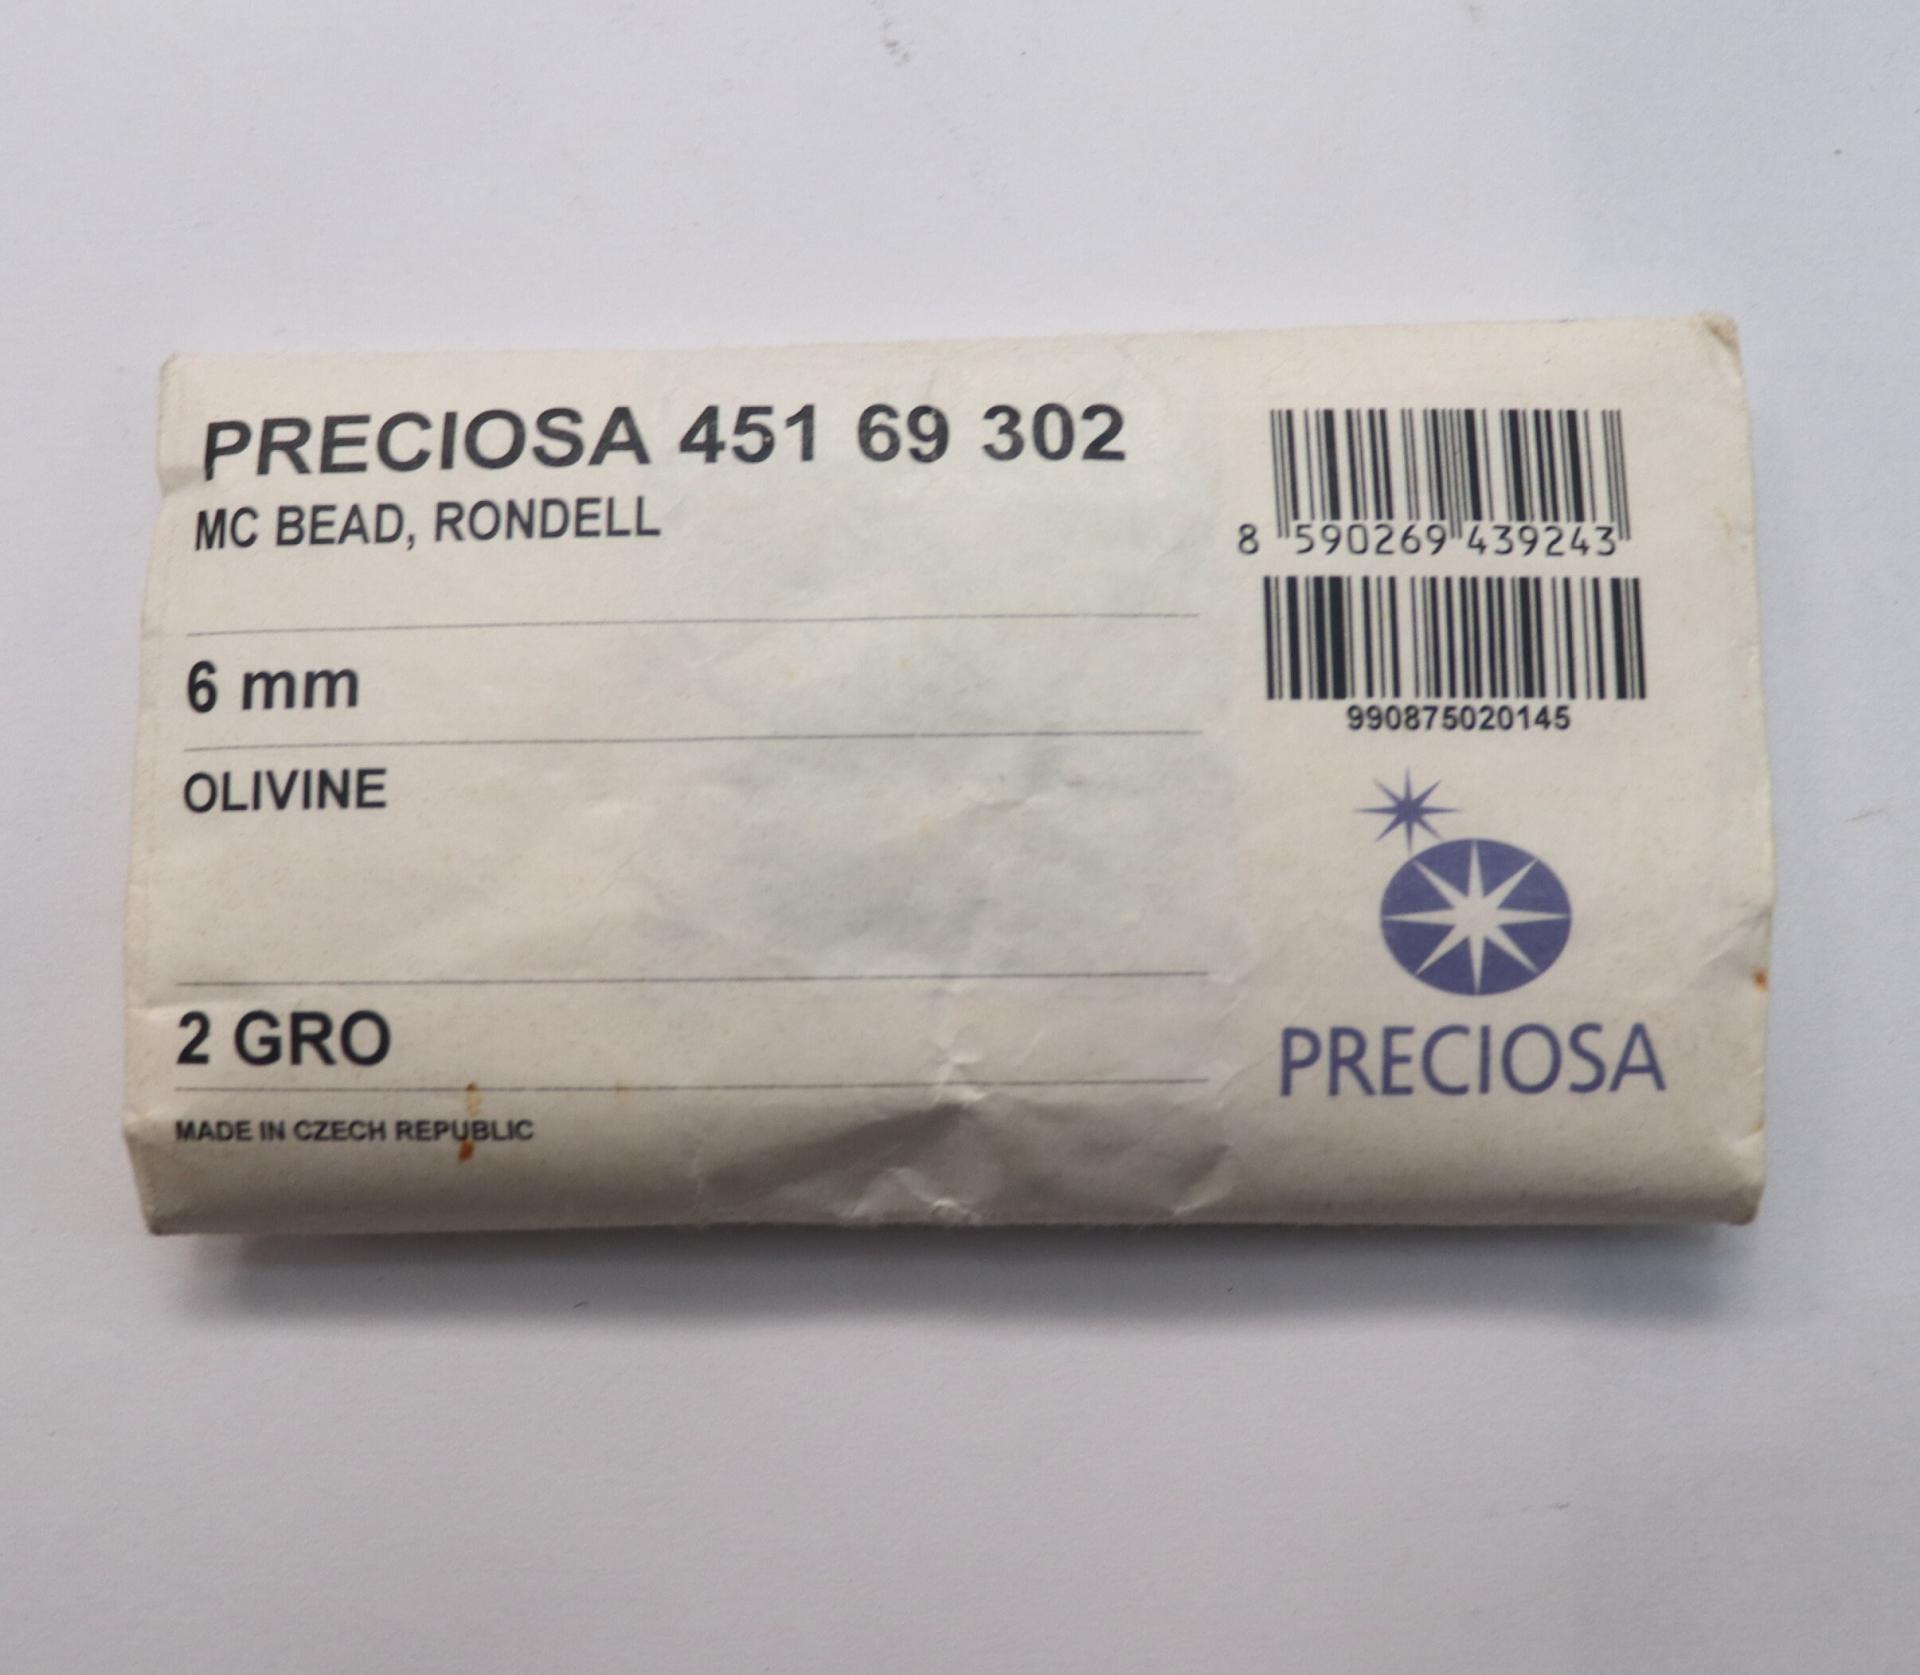 PRECIOSA 451 69 302
MC BEAD, RONDELL
6 mm
OLIVINE
2 GRO
MADE IN CZECH REPUBLIC
8 590269 439243
990875020145
PRECIOSA